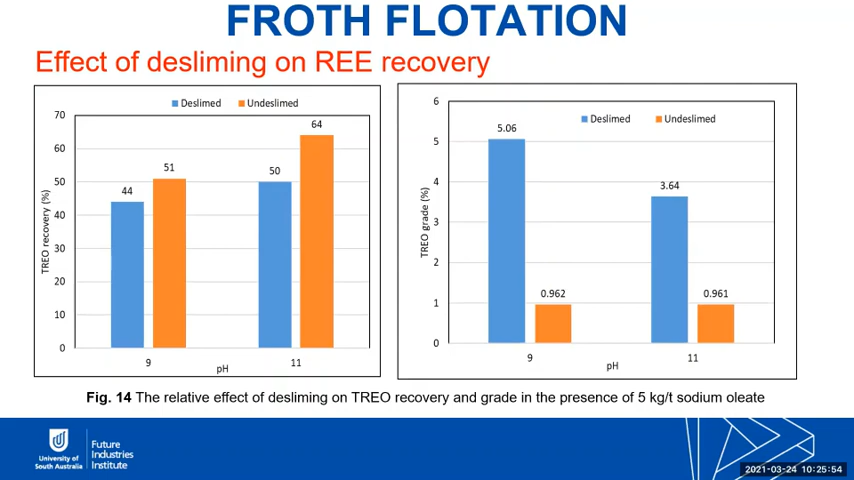 FROTH FLOTATION
Effect of desliming on REE recovery
Deslimed Undeslimed
70
60
50
40
30
20
10
0
TREO recovery (%)
44
51
50
64
9
11
pH
Deslimed Undeslimed
6
5
4
3
2
1
0
TREO grade (%)
5.06
0.962
3.64
0.961
9
11
pH
Fig. 14 The relative effect of desliming on TREO recovery and grade in the presence of 5 kg/t sodium oleate
University of
South Australia
Future
Industries
Institute
2021-03-24 10:25:54